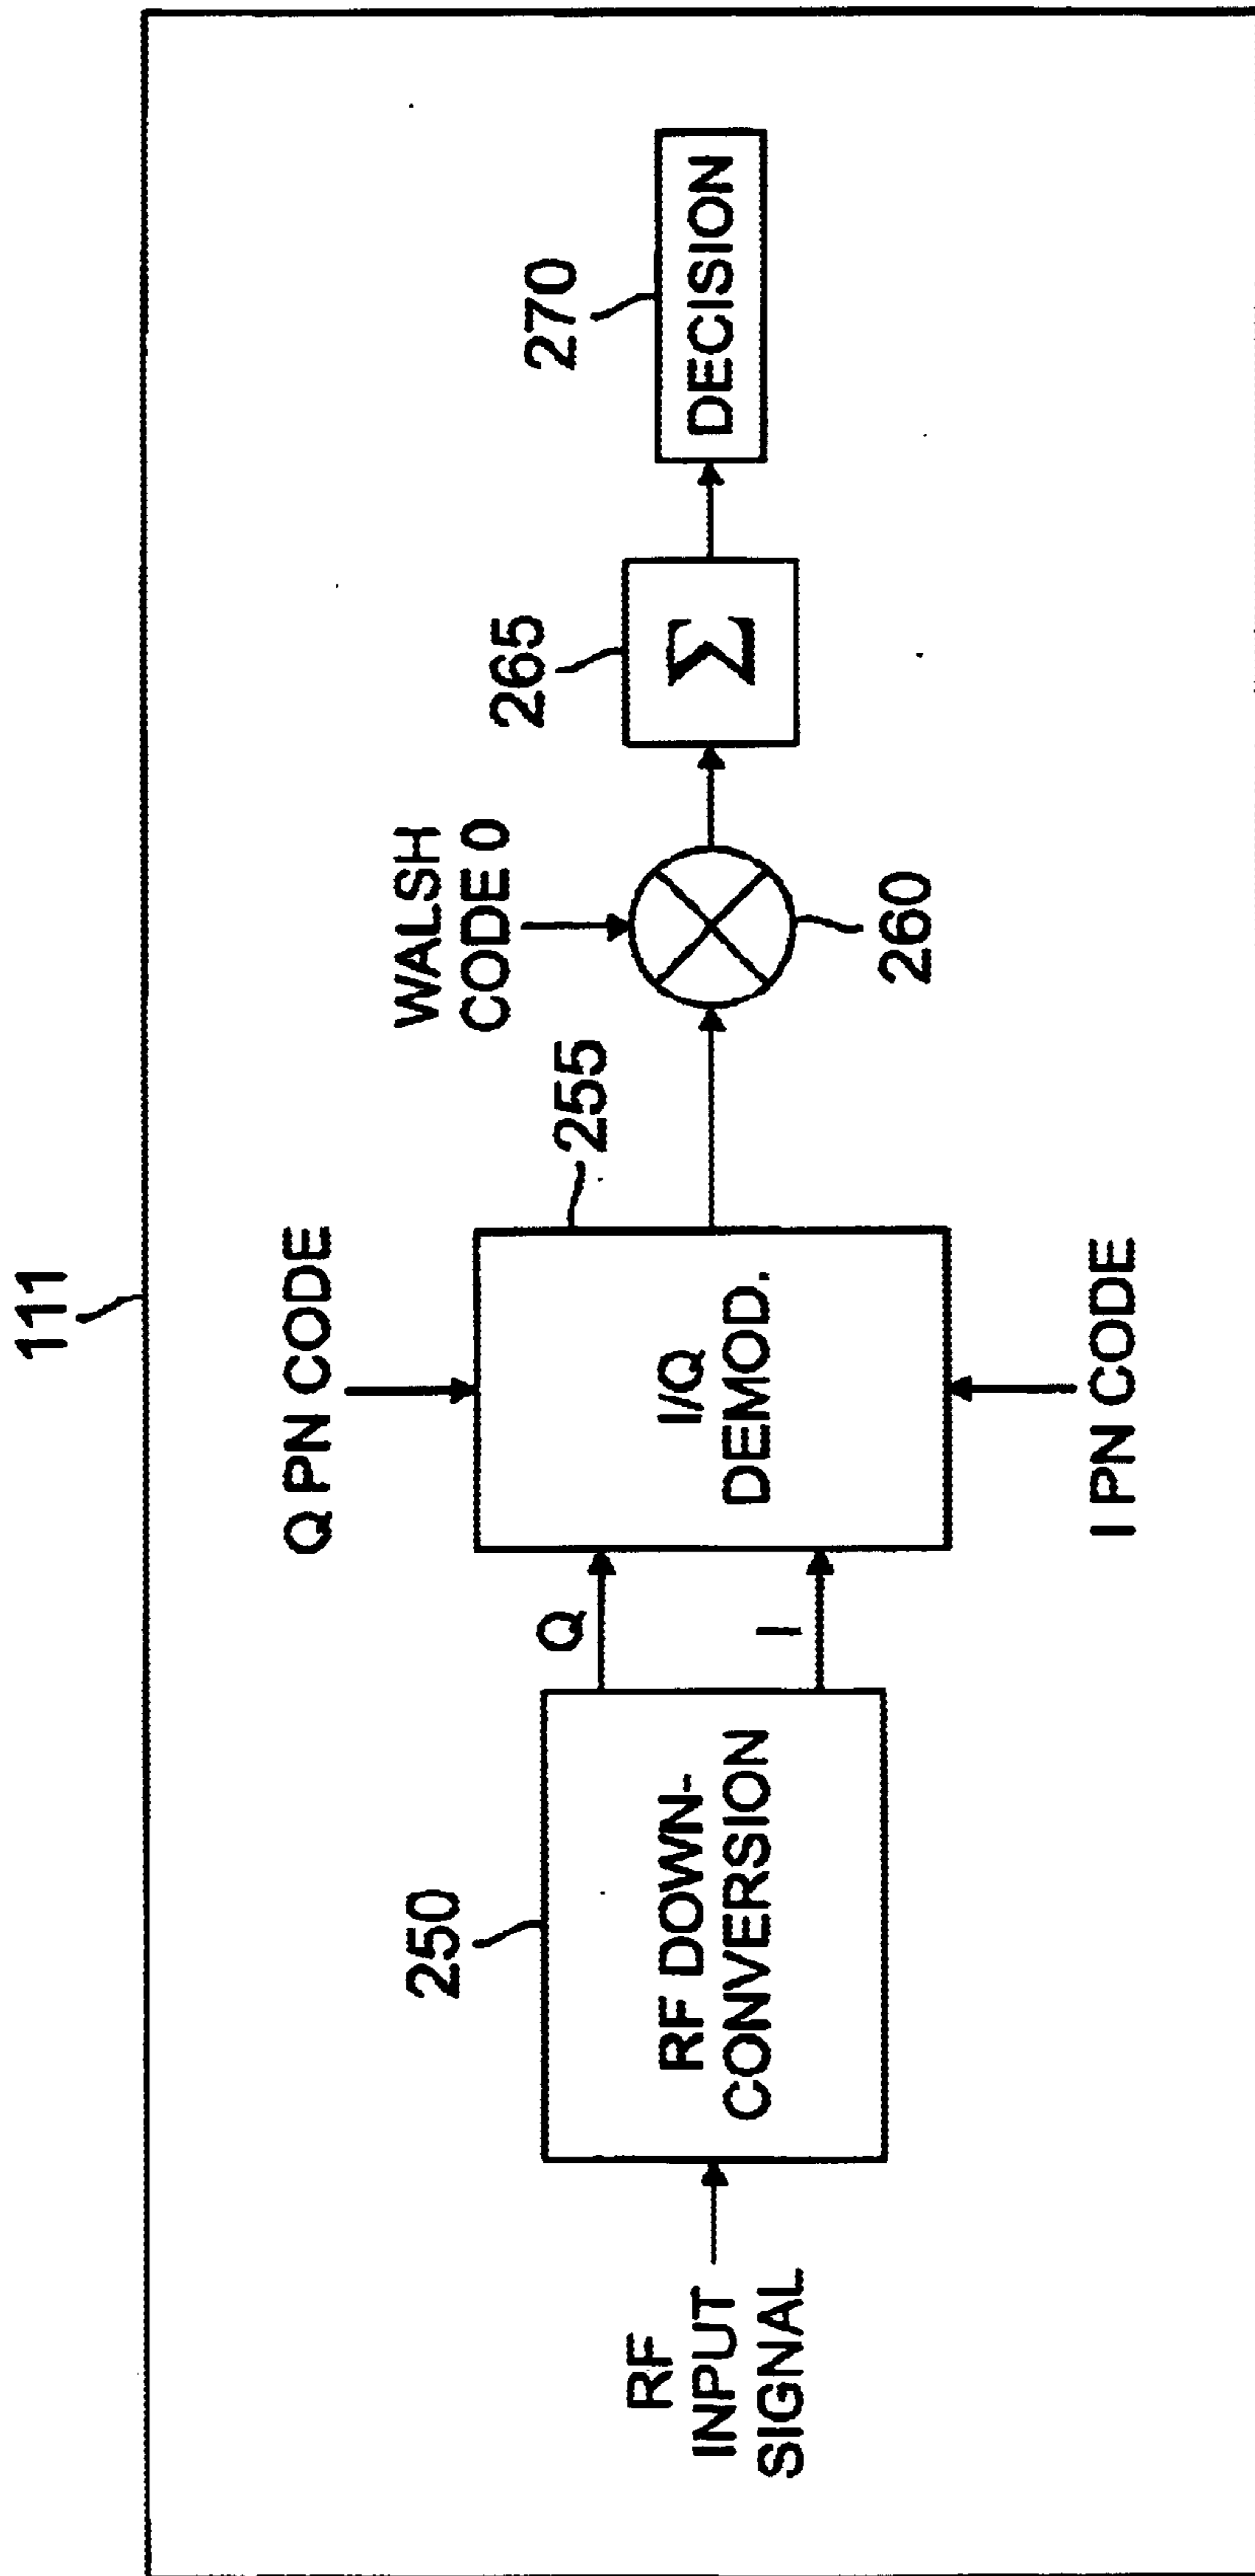 111
RF
INPUT
SIGNAL
250
RF DOWN-
CONVERSION
Q
I
Q PN CODE
255
I/Q
DEMOD.
I PN CODE
WALSH
CODE 0
260
265
Σ
270
DECISION